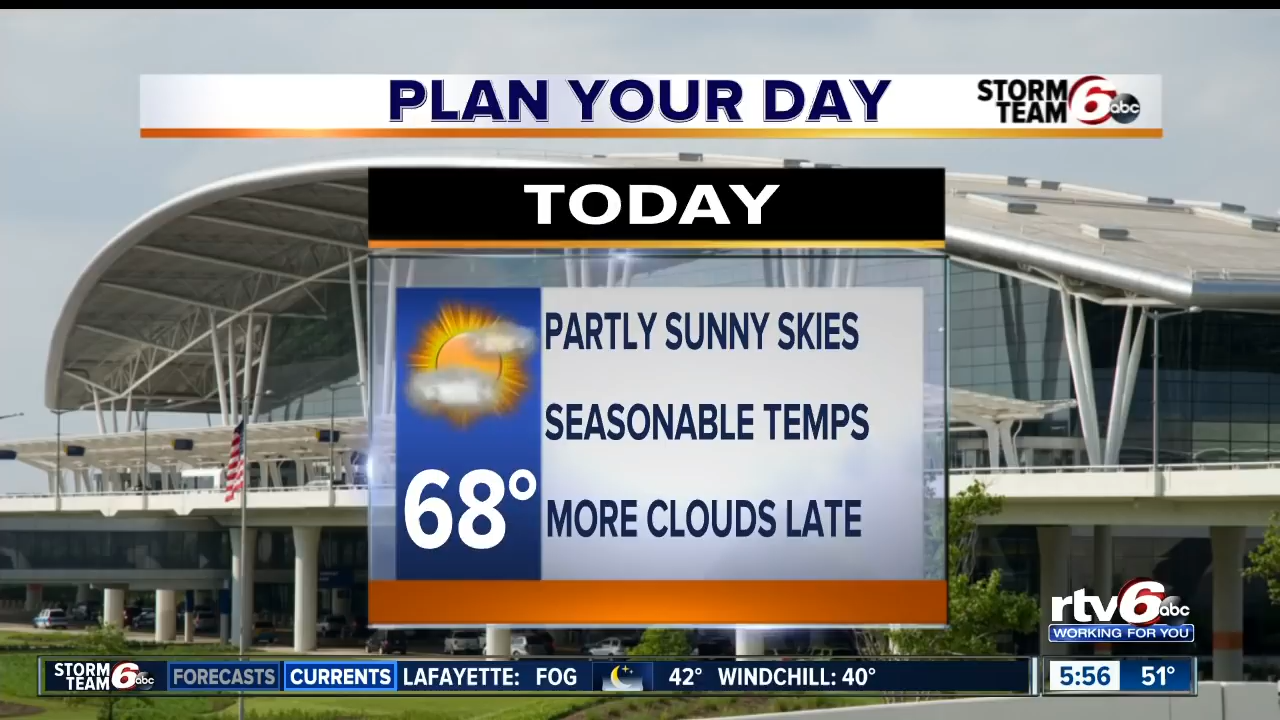 PLAN YOUR DAY
STORM
TEAM 6 abc
TODAY
PARTLY SUNNY SKIES
SEASONABLE TEMPS
68° MORE CLOUDS LATE
rtv6 abc
WORKING FOR YOU
STORM
TEAM 6 abc
FORECASTS CURRENTS LAFAYETTE: FOG 42° WINDCHILL: 40° 5:56 51°